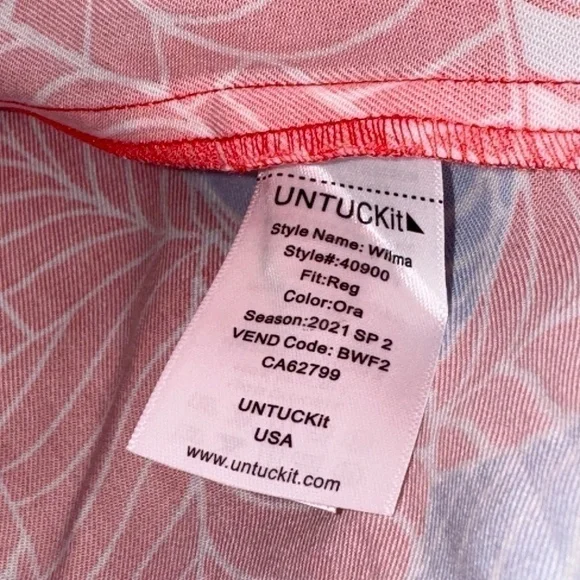 UNTUCKit
Style Name: Wilma
Style#:40900
Fit:Reg
Color:Ora
Season:2021 SP 2
VEND Code: BWF2
CA62799
UNTUCKit
USA
www.untuckit.com